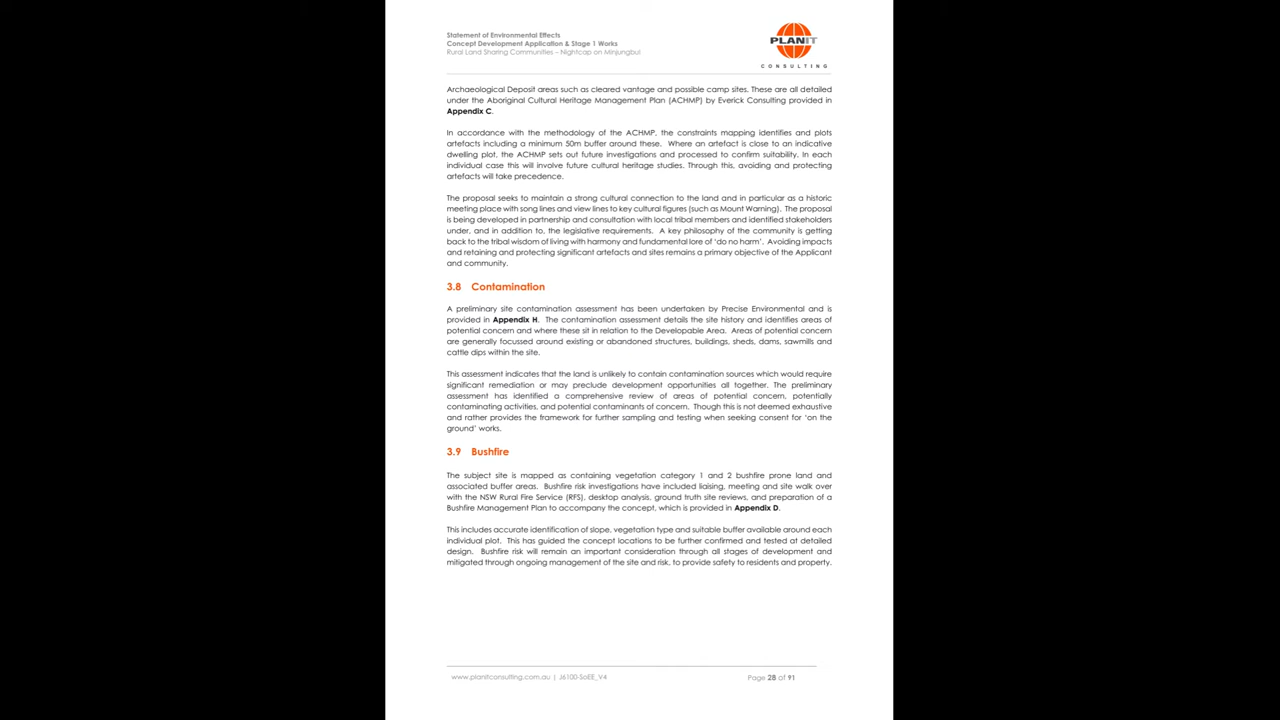 Statement of Environmental Effects
Concept Development Application & Stage 1 Works
Rural Land Sharing Communities – Nightcap on Minjungbul
PLANIT
CONSULTING
Archaeological Deposit areas such as cleared vantage and possible camp sites. These are all detailed
under the Aboriginal Cultural Heritage Management Plan (ACHMP) by Everick Consulting provided in
Appendix C.
In accordance with the methodology of the ACHMP, the constraints mapping identifies and plots
artefacts including a minimum 50m buffer around these. Where an artefact is close to an indicative
dwelling plot, the ACHMP sets out future investigations and processed to confirm suitability. In each
individual case this will involve future cultural heritage studies. Through this, avoiding and protecting
artefacts will take precedence.
The proposal seeks to maintain a strong cultural connection to the land and in particular as a historic
meeting place with song lines and view lines to key cultural figures (such as Mount Warning). The proposal
is being developed in partnership and consultation with local tribal members and identified stakeholders
under, and in addition to, the legislative requirements. A key philosophy of the community is getting
back to the tribal wisdom of living with harmony and fundamental lore of 'do no harm'. Avoiding impacts
and retaining and protecting significant artefacts and sites remains a primary objective of the Applicant
and community.
3.8 Contamination
A preliminary site contamination assessment has been undertaken by Precise Environmental and is
provided in Appendix H. The contamination assessment details the site history and identifies areas of
potential concern and where these sit in relation to the Developable Area. Areas of potential concern
are generally focussed around existing or abandoned structures, buildings, sheds, dams, sawmills and
cattle dips within the site.
This assessment indicates that the land is unlikely to contain contamination sources which would require
significant remediation or may preclude development opportunities all together. The preliminary
assessment has identified a comprehensive review of areas of potential concern, potentially
contaminating activities, and potential contaminants of concern. Though this is not deemed exhaustive
and rather provides the framework for further sampling and testing when seeking consent for 'on the
ground' works.
3.9 Bushfire
The subject site is mapped as containing vegetation category 1 and 2 bushfire prone land and
associated buffer areas. Bushfire risk investigations have included liaising, meeting and site walk over
with the NSW Rural Fire Service (RFS), desktop analysis, ground truth site reviews, and preparation of a
Bushfire Management Plan to accompany the concept, which is provided in Appendix D.
This includes accurate identification of slope, vegetation type and suitable buffer available around each
individual plot. This has guided the concept locations to be further confirmed and tested at detailed
design. Bushfire risk will remain an important consideration through all stages of development and
mitigated through ongoing management of the site and risk, to provide safety to residents and property.
www.planitconsulting.com.au | J6100-SoEE_V4
Page 28 of 91